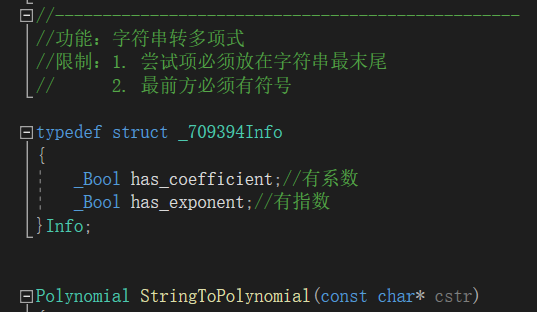 //-------------------------------------------------
//功能：字符串转多项式
//限制：1. 尝试项必须放在字符串最末尾
//      2. 最前方必须有符号
typedef struct _709394Info
{
_Bool has_coefficient;//有系数
_Bool has_exponent;//有指数
}Info;
Polynomial StringToPolynomial(const char* cstr)